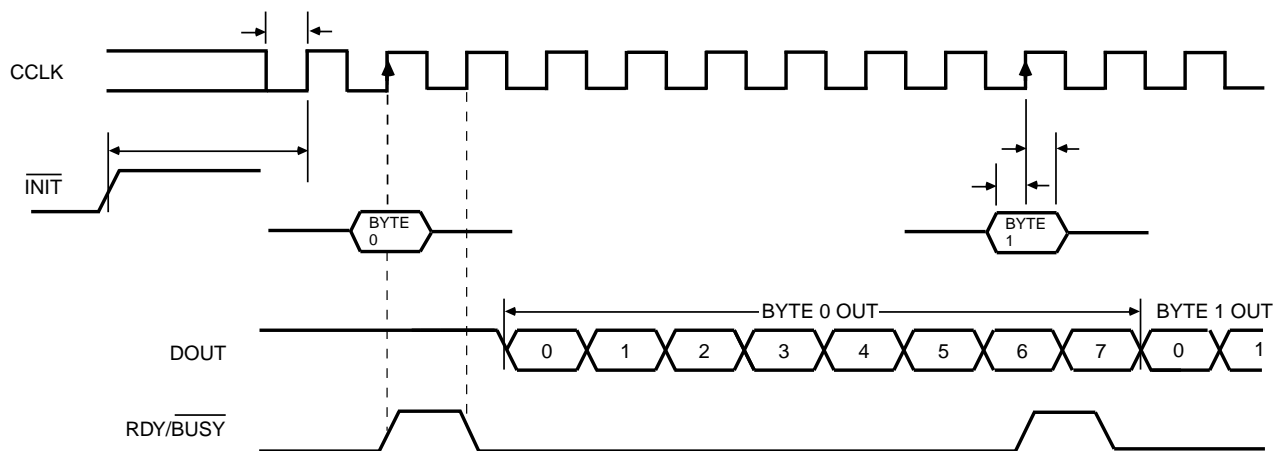 CCLK
INIT
BYTE
0
BYTE
1
BYTE 0 OUT
BYTE 1 OUT
DOUT
0 1 2 3 4 5 6 7 0 1
RDY/BUSY